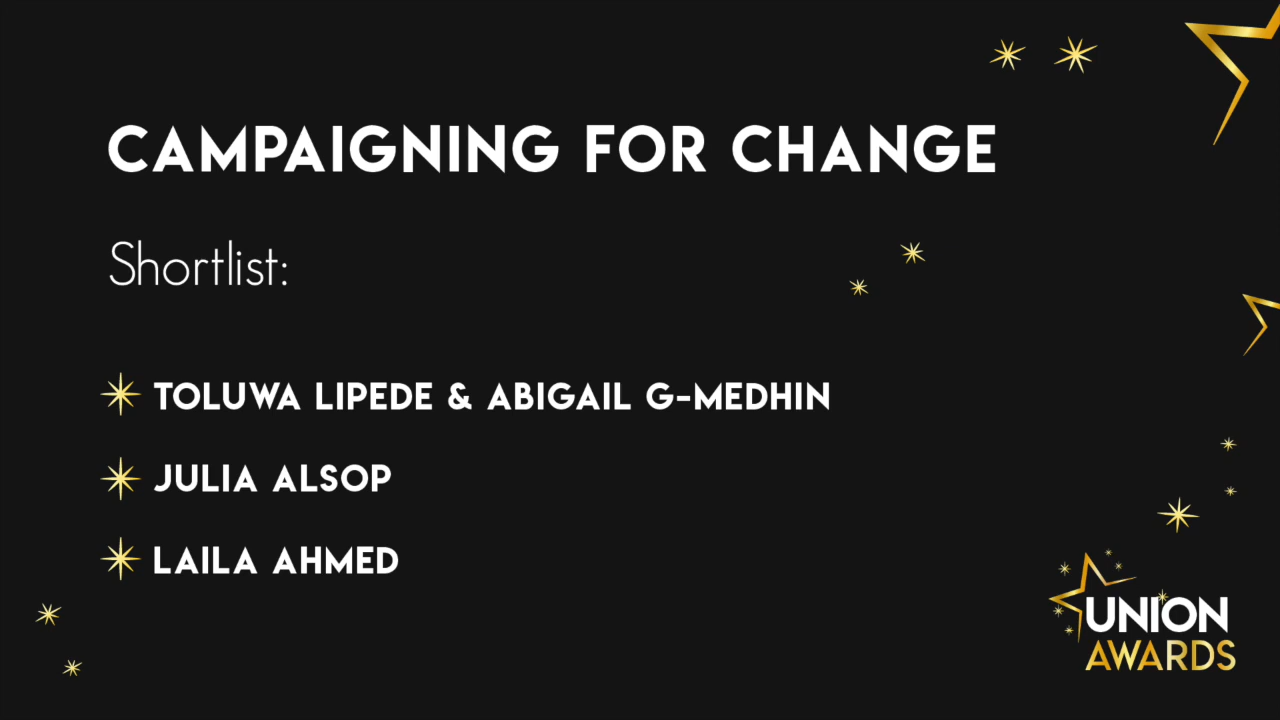 CAMPAIGNING FOR CHANGE
Shortlist:
TOLUWA LIPEDE & ABIGAIL G-MEDHIN
JULIA ALSOP
LAILA AHMED
UNION
AWARDS